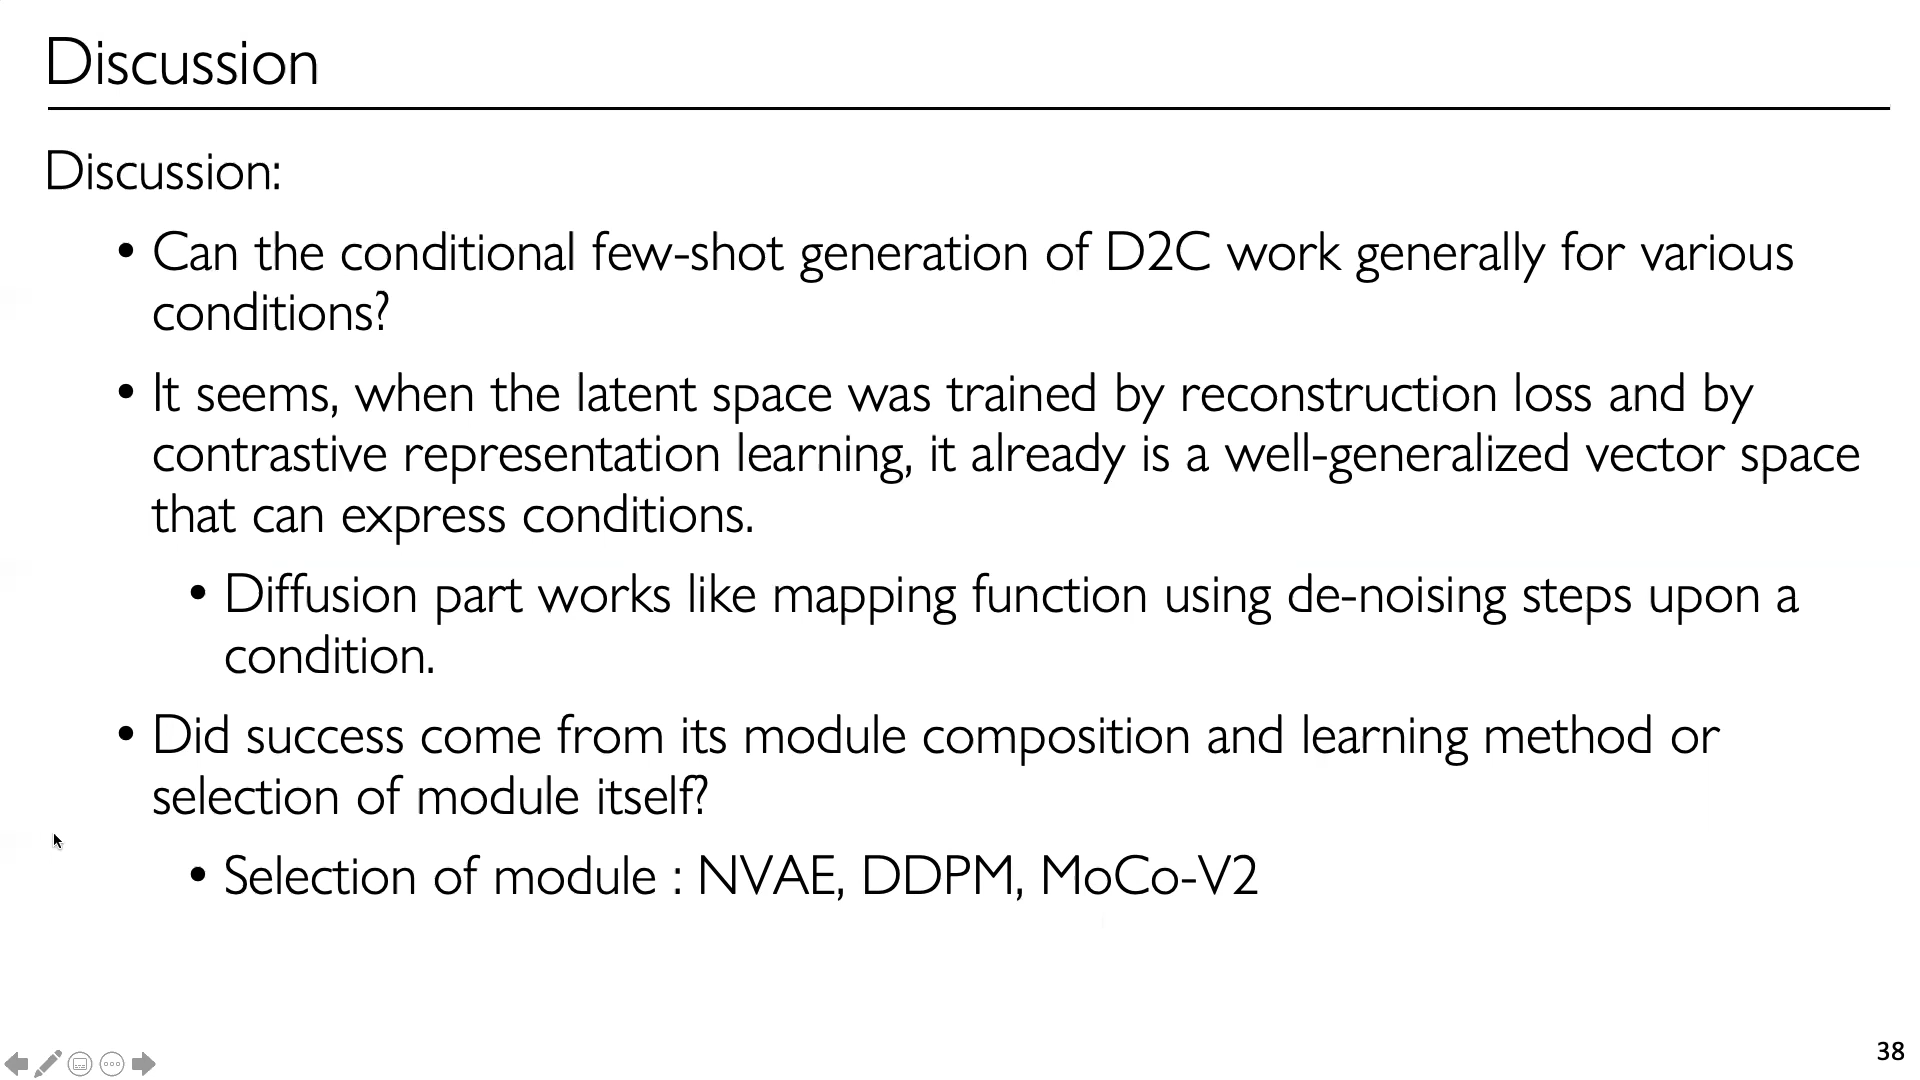 Discussion
Discussion:
• Can the conditional few-shot generation of D2C work generally for various
conditions?
• It seems, when the latent space was trained by reconstruction loss and by
contrastive representation learning, it already is a well-generalized vector space
that can express conditions.
• Diffusion part works like mapping function using de-noising steps upon a
condition.
• Did success come from its module composition and learning method or
selection of module itself?
• Selection of module : NVAE, DDPM, MoCo-V2
38